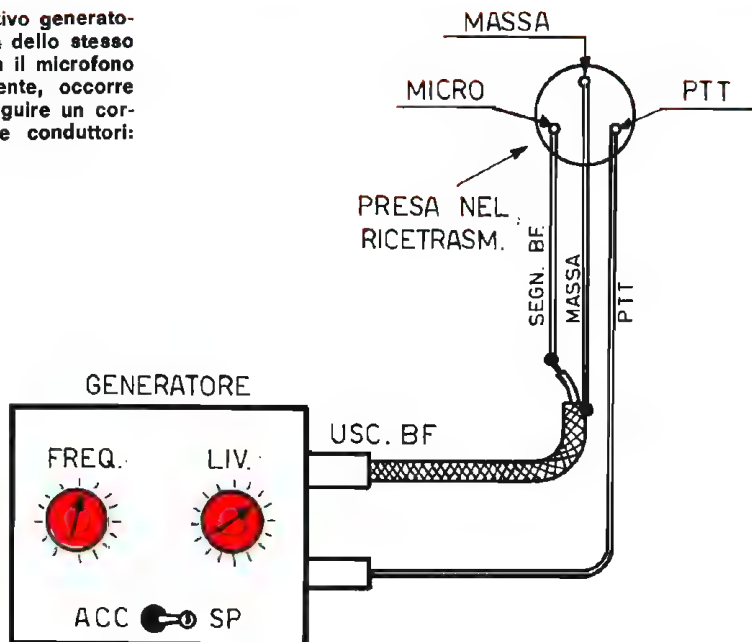 tivo generato-
dello stesso
il microfono
ente, occorre
guire un cor-
e conduttori:
MASSA
MICRO
PTT
PRESA NEL
RICETRASM.
SEGN. BF
MASSA
PTT
GENERATORE
USC. BF
FREQ.
LIV.
ACC
SP